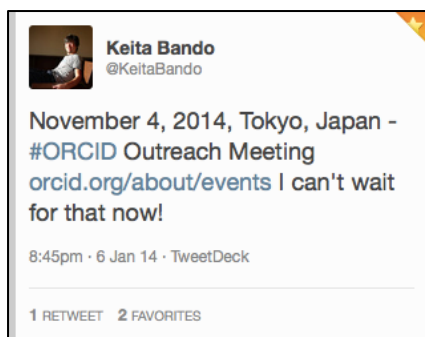 Keita Bando
@KeitaBando
November 4, 2014, Tokyo, Japan -
#ORCID Outreach Meeting
orcid.org/about/events I can't wait
for that now!
8:45pm · 6 Jan 14 · TweetDeck
1 RETWEET 2 FAVORITES